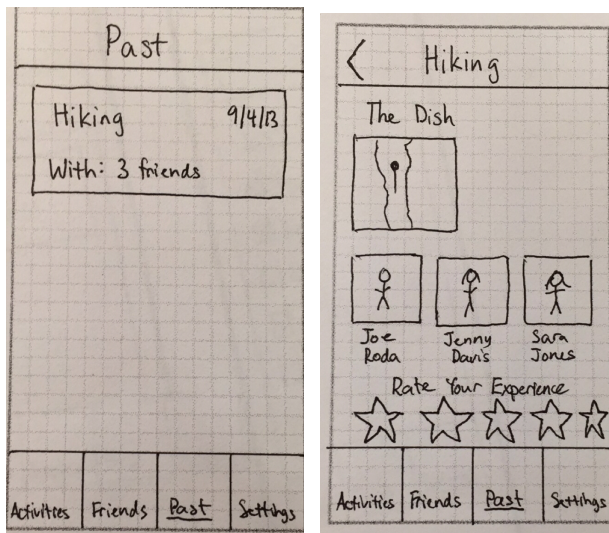 Past
Hiking 9/4/13
With: 3 friends
Activities Friends Past Settings
Hiking
The Dish
Joe Roda
Jenny Davis
Sara Jones
Rate Your Experience
Activities Friends Past Settings